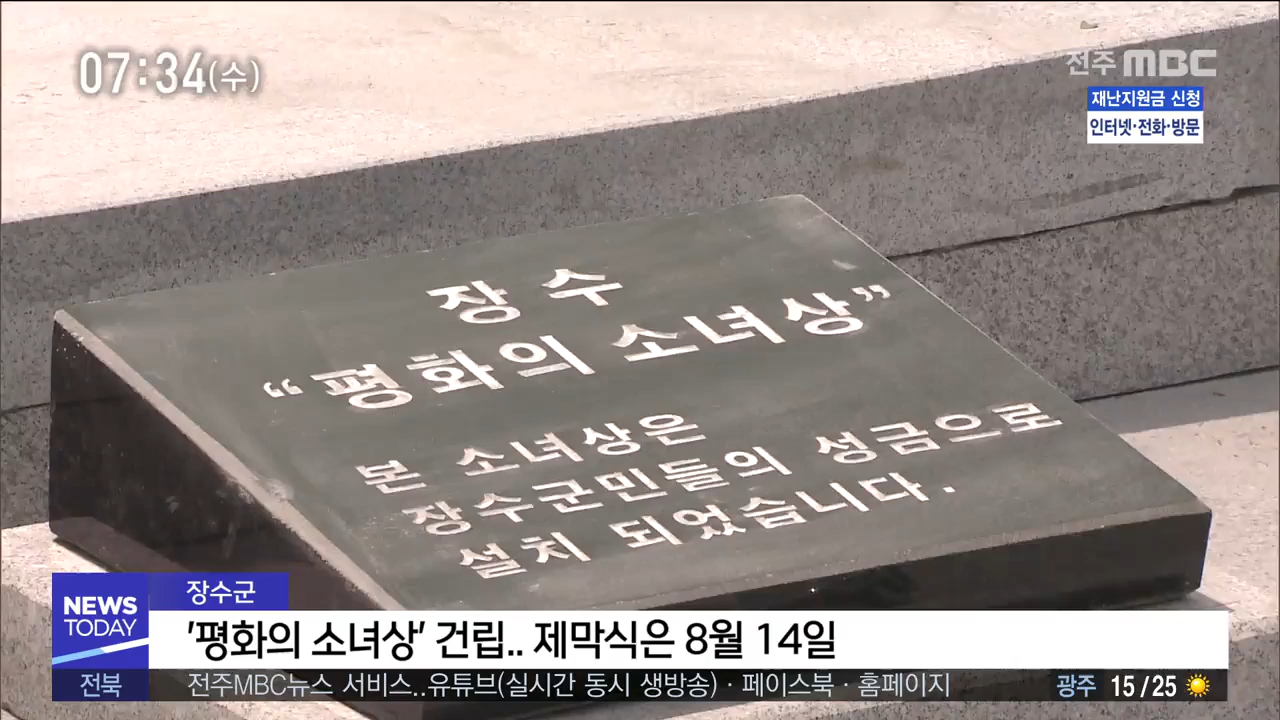 07:34(수)
전주 MBC
재난지원금 신청
인터넷·전화·방문
장수
“평화의 소녀상”
본 소녀상은
장수군민들의 성금으로
설치 되었습니다.
NEWS
TODAY
장수군
'평화의 소녀상' 건립.. 제막식은 8월 14일
전북
전주MBC뉴스 서비스..유튜브(실시간 동시 생방송)·페이스북·홈페이지
광주 15/25